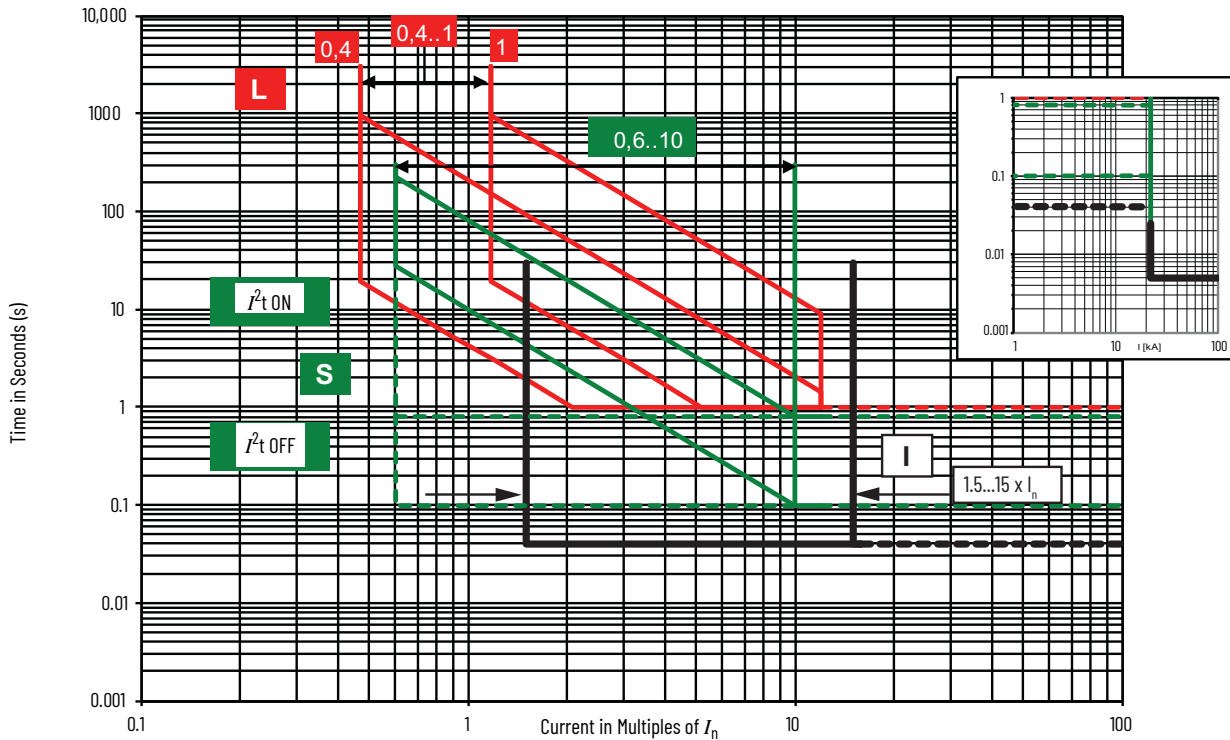 10,000
1000
100
10
1
0.1
0.01
0.001
Time in Seconds (s)
0,4
0,4..1
1
L
0,6..10
I²t ON
S
I²t OFF
I
1.5...15 x Iₙ
0.1
1
10
100
Current in Multiples of Iₙ
1
0.1
0.01
0.001
1
10
100
I [kA]